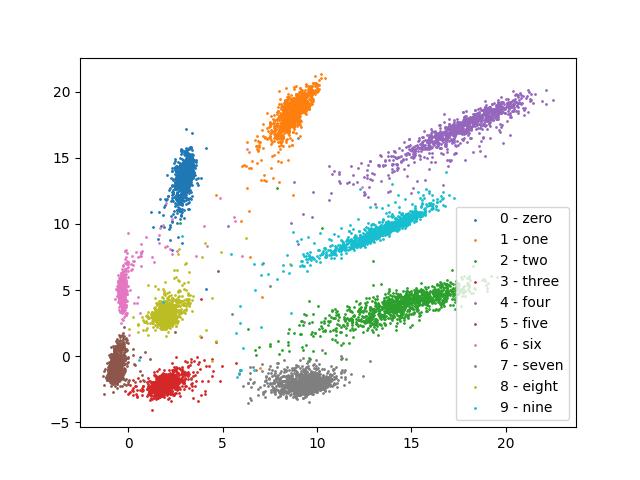 20
15
10
5
0
−5
0
5
10
15
20
0 - zero
1 - one
2 - two
3 - three
4 - four
5 - five
6 - six
7 - seven
8 - eight
9 - nine